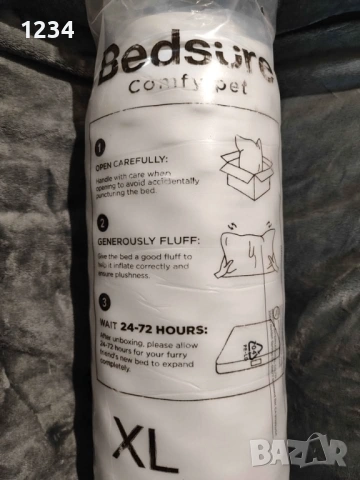 1234
Bedsure
Comfy pet
1
OPEN CAREFULLY:
Handle with care when
opening to avoid accidentally
puncturing the bed.
2
GENEROUSLY FLUFF:
Give the bed a good fluff to
help it inflate correctly and
ensure plushness.
3
WAIT 24-72 HOURS:
After unboxing, please allow
24-72 hours for your furry
friend's new bed to expand
completely.
XL
BAZAR
bg